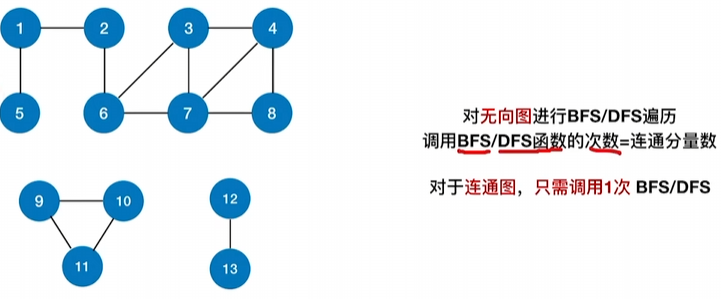 1 2 3 4
5 6 7 8
9 10 12
11 13
对无向图进行BFS/DFS遍历
调用BFS/DFS函数的次数=连通分量数
对于连通图，只需调用1次 BFS/DFS